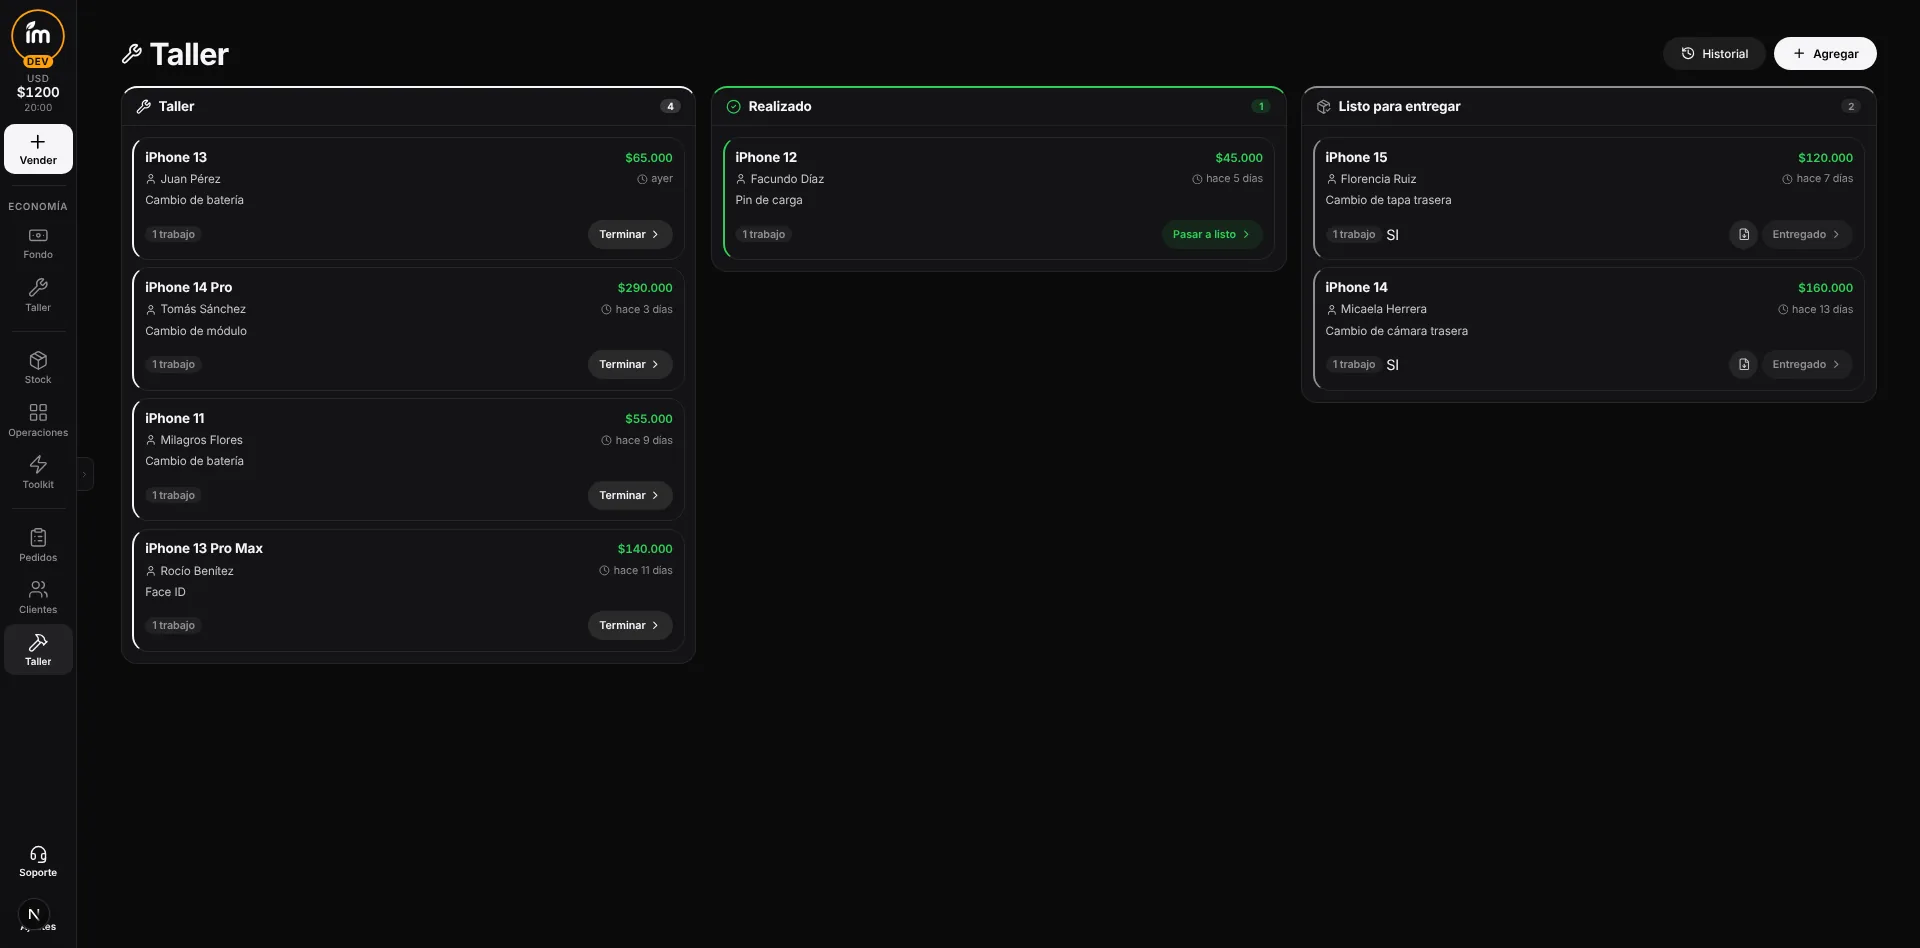 im
DEV
USD
$1200
20:00
Vender
ECONOMÍA
Fondo
Taller
Stock
Operaciones
Toolkit
Pedidos
Clientes
Taller
Soporte
N
Taller
Historial
Agregar
Taller
4
iPhone 13
$65.000
Juan Pérez
ayer
Cambio de batería
1 trabajo
Terminar
iPhone 14 Pro
$290.000
Tomás Sánchez
hace 3 días
Cambio de módulo
1 trabajo
Terminar
iPhone 11
$55.000
Milagros Flores
hace 9 días
Cambio de batería
1 trabajo
Terminar
iPhone 13 Pro Max
$140.000
Rocío Benítez
hace 11 días
Face ID
1 trabajo
Terminar
Realizado
1
iPhone 12
$45.000
Facundo Díaz
hace 5 días
Pin de carga
1 trabajo
Pasar a listo
Listo para entregar
2
iPhone 15
$120.000
Florencia Ruiz
hace 7 días
Cambio de tapa trasera
1 trabajo
SI
Entregado
iPhone 14
$160.000
Micaela Herrera
hace 13 días
Cambio de cámara trasera
1 trabajo
SI
Entregado